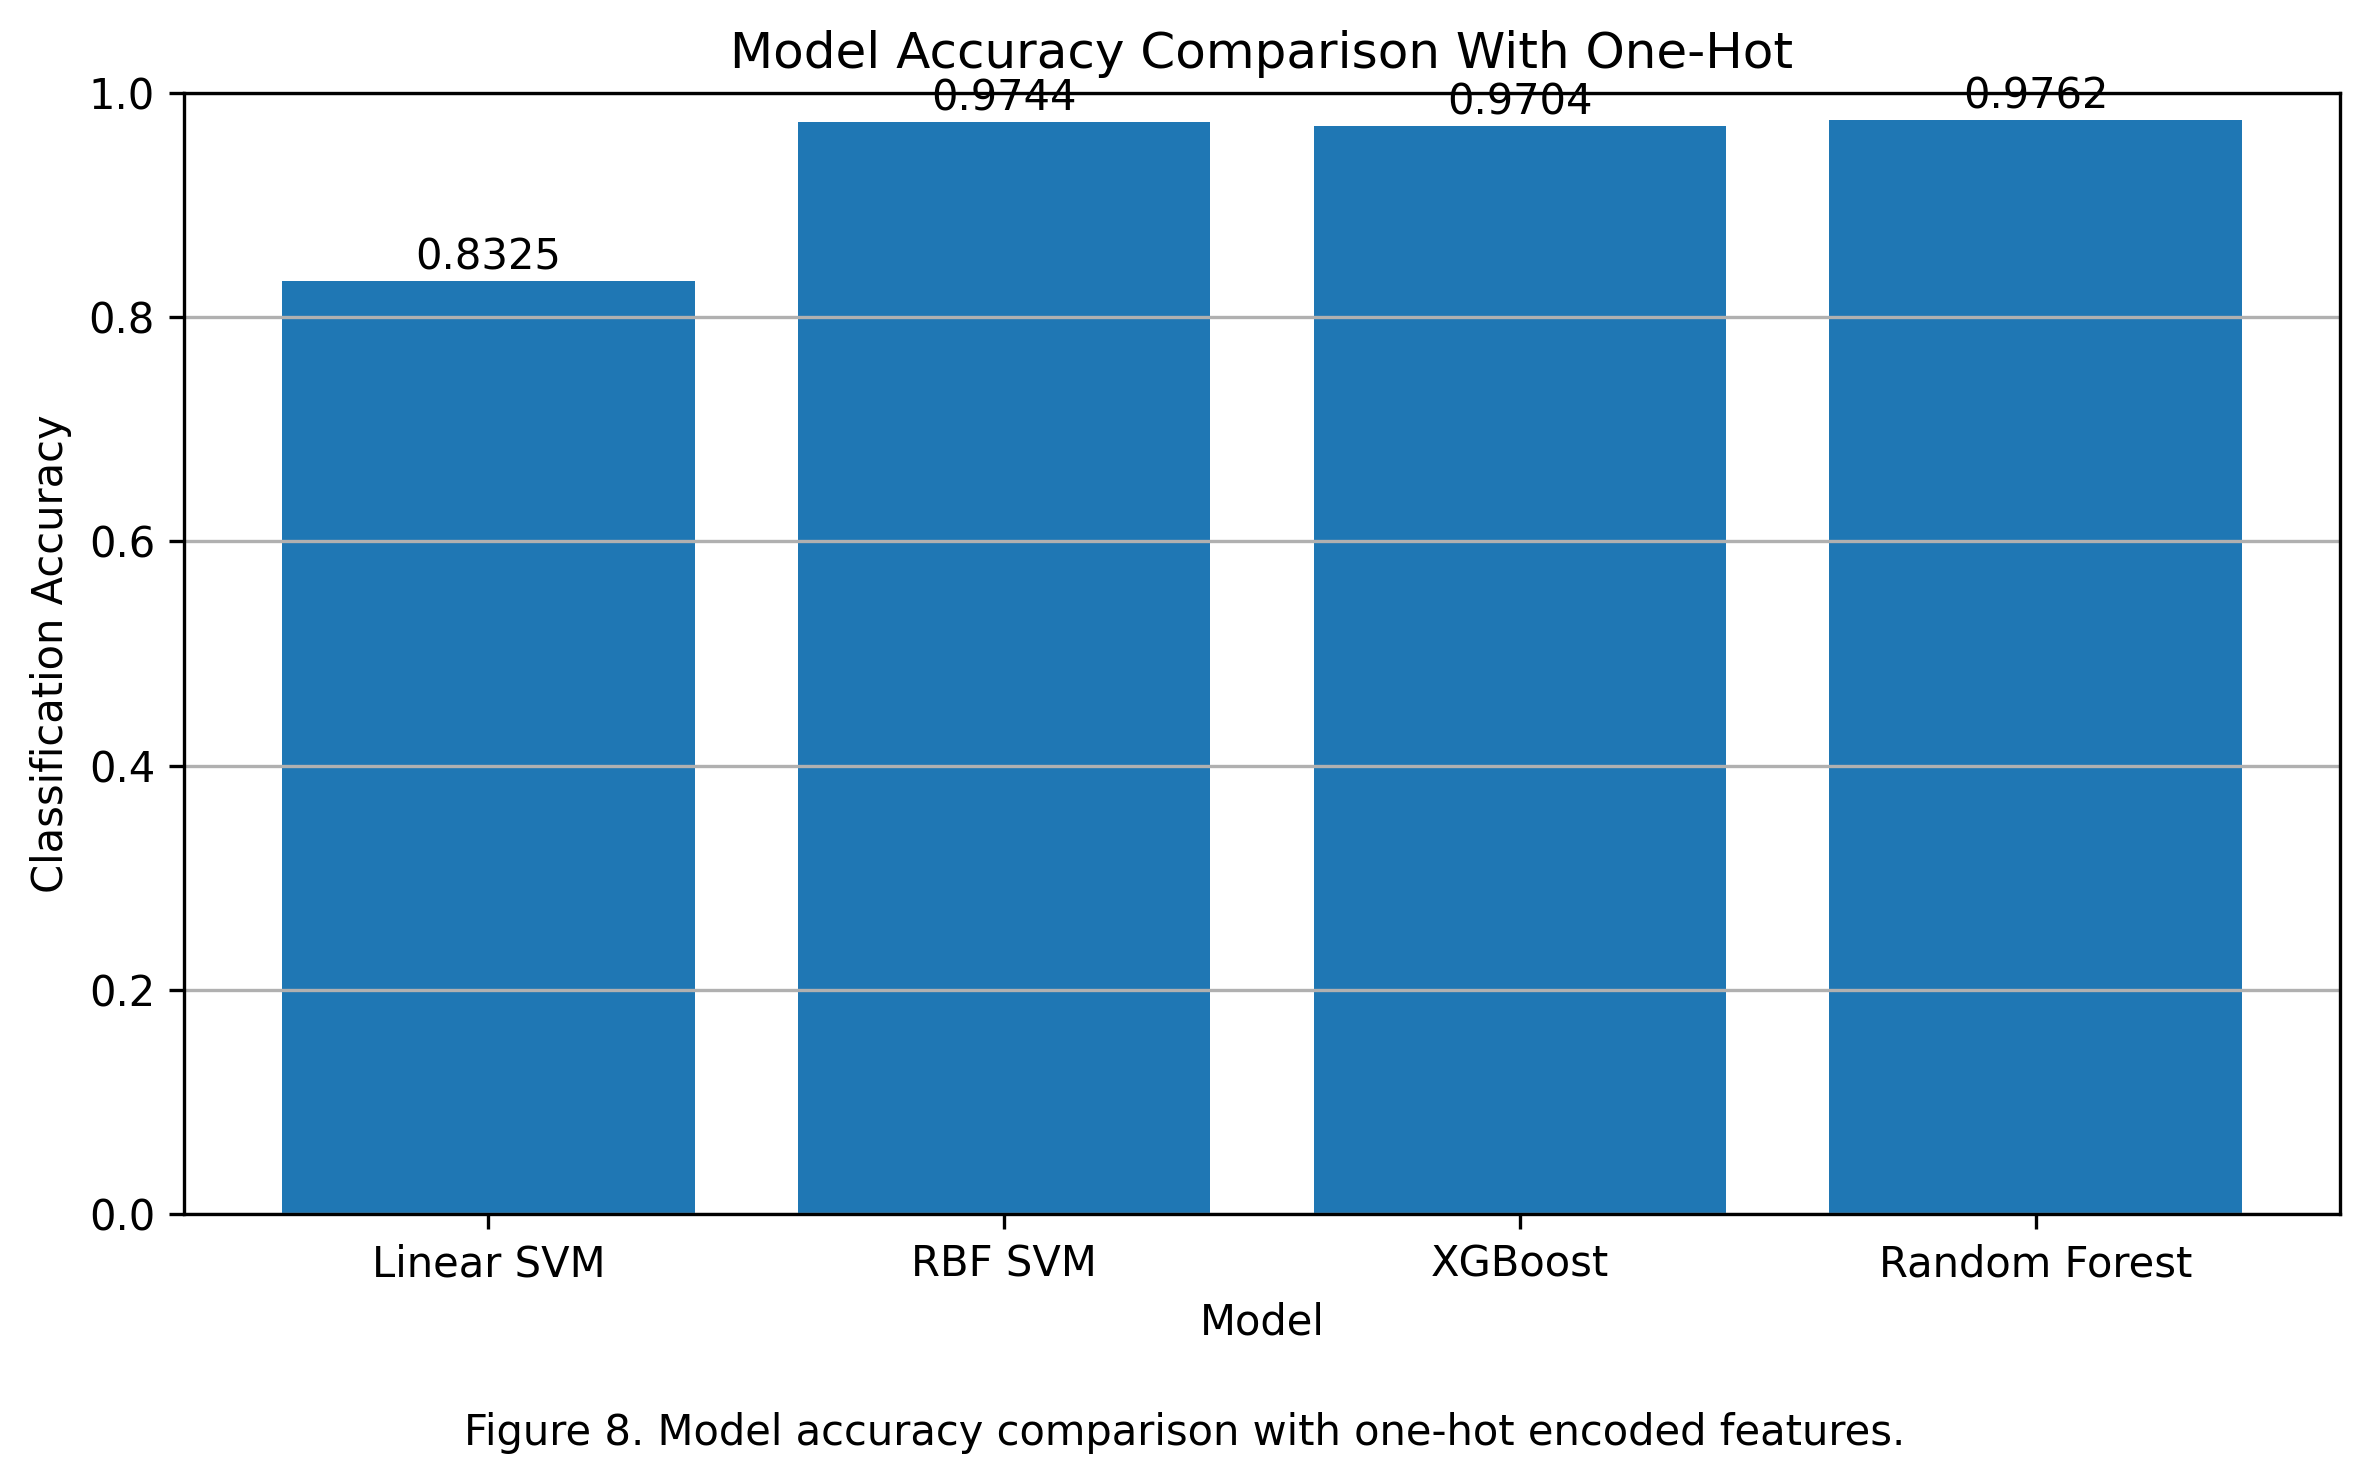 Model Accuracy Comparison With One-Hot
1.0
0.9744
0.9704
0.9762
0.8325
0.8
0.6
0.4
0.2
0.0
Classification Accuracy
Linear SVM
RBF SVM
XGBoost
Random Forest
Model
Figure 8. Model accuracy comparison with one-hot encoded features.